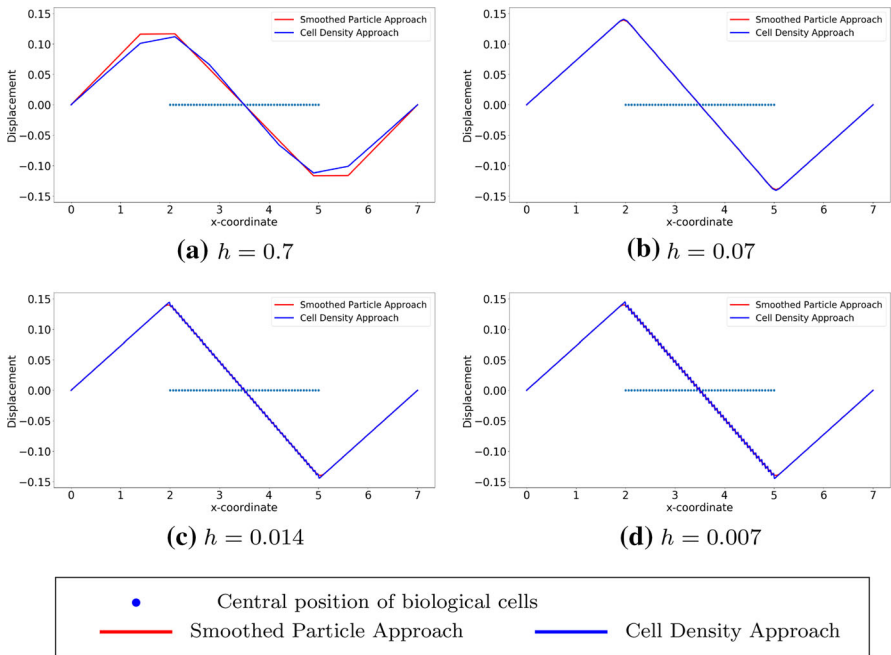 Smoothed Particle Approach
Cell Density Approach
Displacement
0.15
0.10
0.05
0.00
−0.05
−0.10
−0.15
0 1 2 3 4 5 6 7
x-coordinate
(a) h = 0.7
Smoothed Particle Approach
Cell Density Approach
Displacement
0.15
0.10
0.05
0.00
−0.05
−0.10
−0.15
0 1 2 3 4 5 6 7
x-coordinate
(b) h = 0.07
Smoothed Particle Approach
Cell Density Approach
Displacement
0.15
0.10
0.05
0.00
−0.05
−0.10
−0.15
0 1 2 3 4 5 6 7
x-coordinate
(c) h = 0.014
Smoothed Particle Approach
Cell Density Approach
Displacement
0.15
0.10
0.05
0.00
−0.05
−0.10
−0.15
0 1 2 3 4 5 6 7
x-coordinate
(d) h = 0.007
Central position of biological cells
Smoothed Particle Approach Cell Density Approach